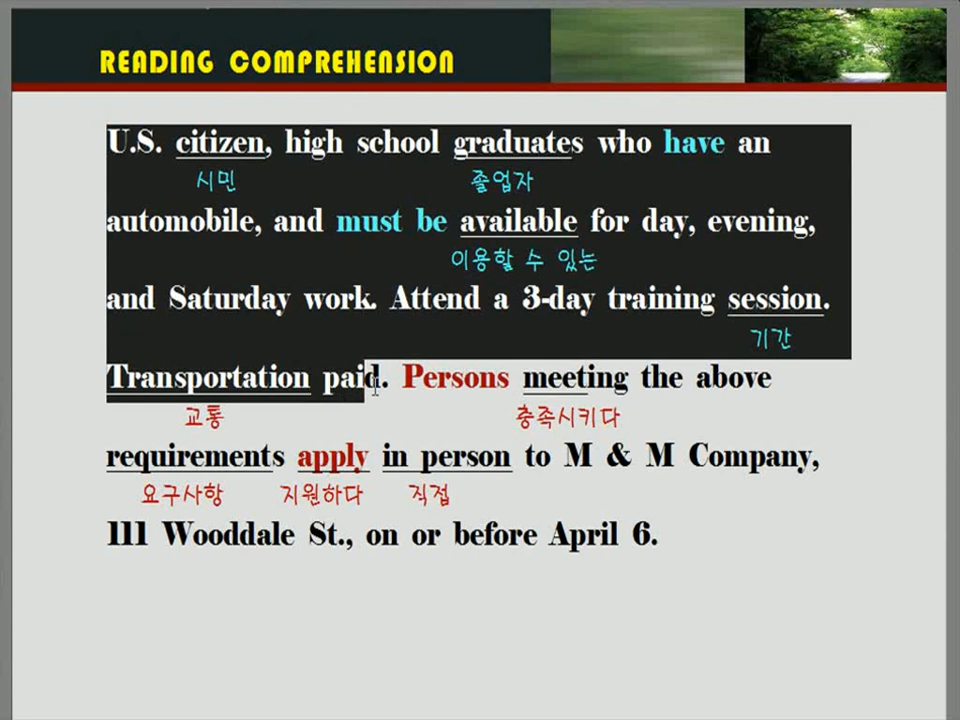 READING COMPREHENSION
U.S. citizen, high school graduates who have an
시민 졸업자
automobile, and must be available for day, evening,
이용할 수 있는
and Saturday work. Attend a 3-day training session.
기간
Transportation paid. Persons meeting the above
교통 충족시키다
requirements apply in person to M & M Company,
요구사항 지원하다 직접
111 Wooddale St., on or before April 6.